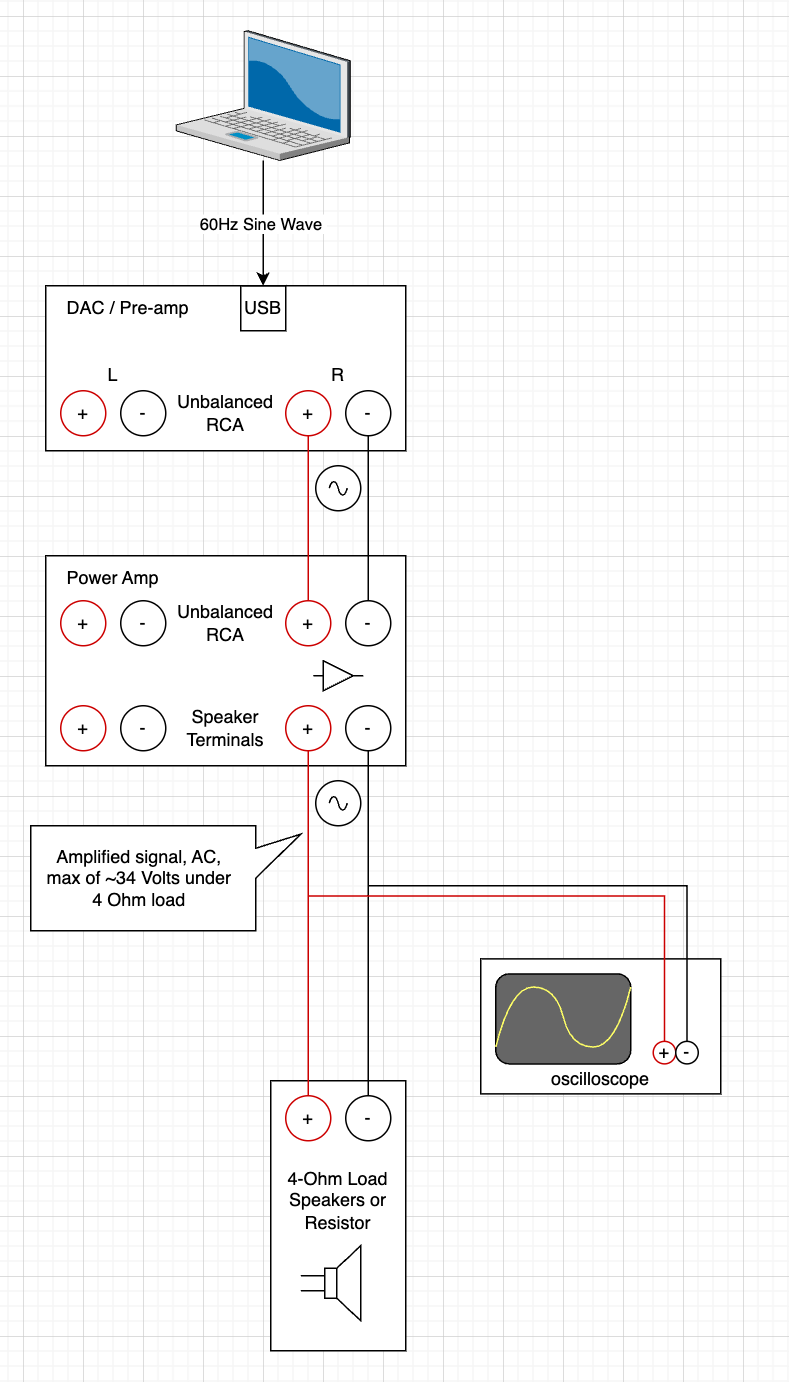 60Hz Sine Wave
DAC / Pre-amp
USB
L
R
+
-
Unbalanced
RCA
+
-
Power Amp
+
-
Unbalanced
RCA
+
-
+
-
Speaker
Terminals
+
-
Amplified signal, AC,
max of ~34 Volts under
4 Ohm load
+
-
oscilloscope
+
-
4-Ohm Load
Speakers or
Resistor